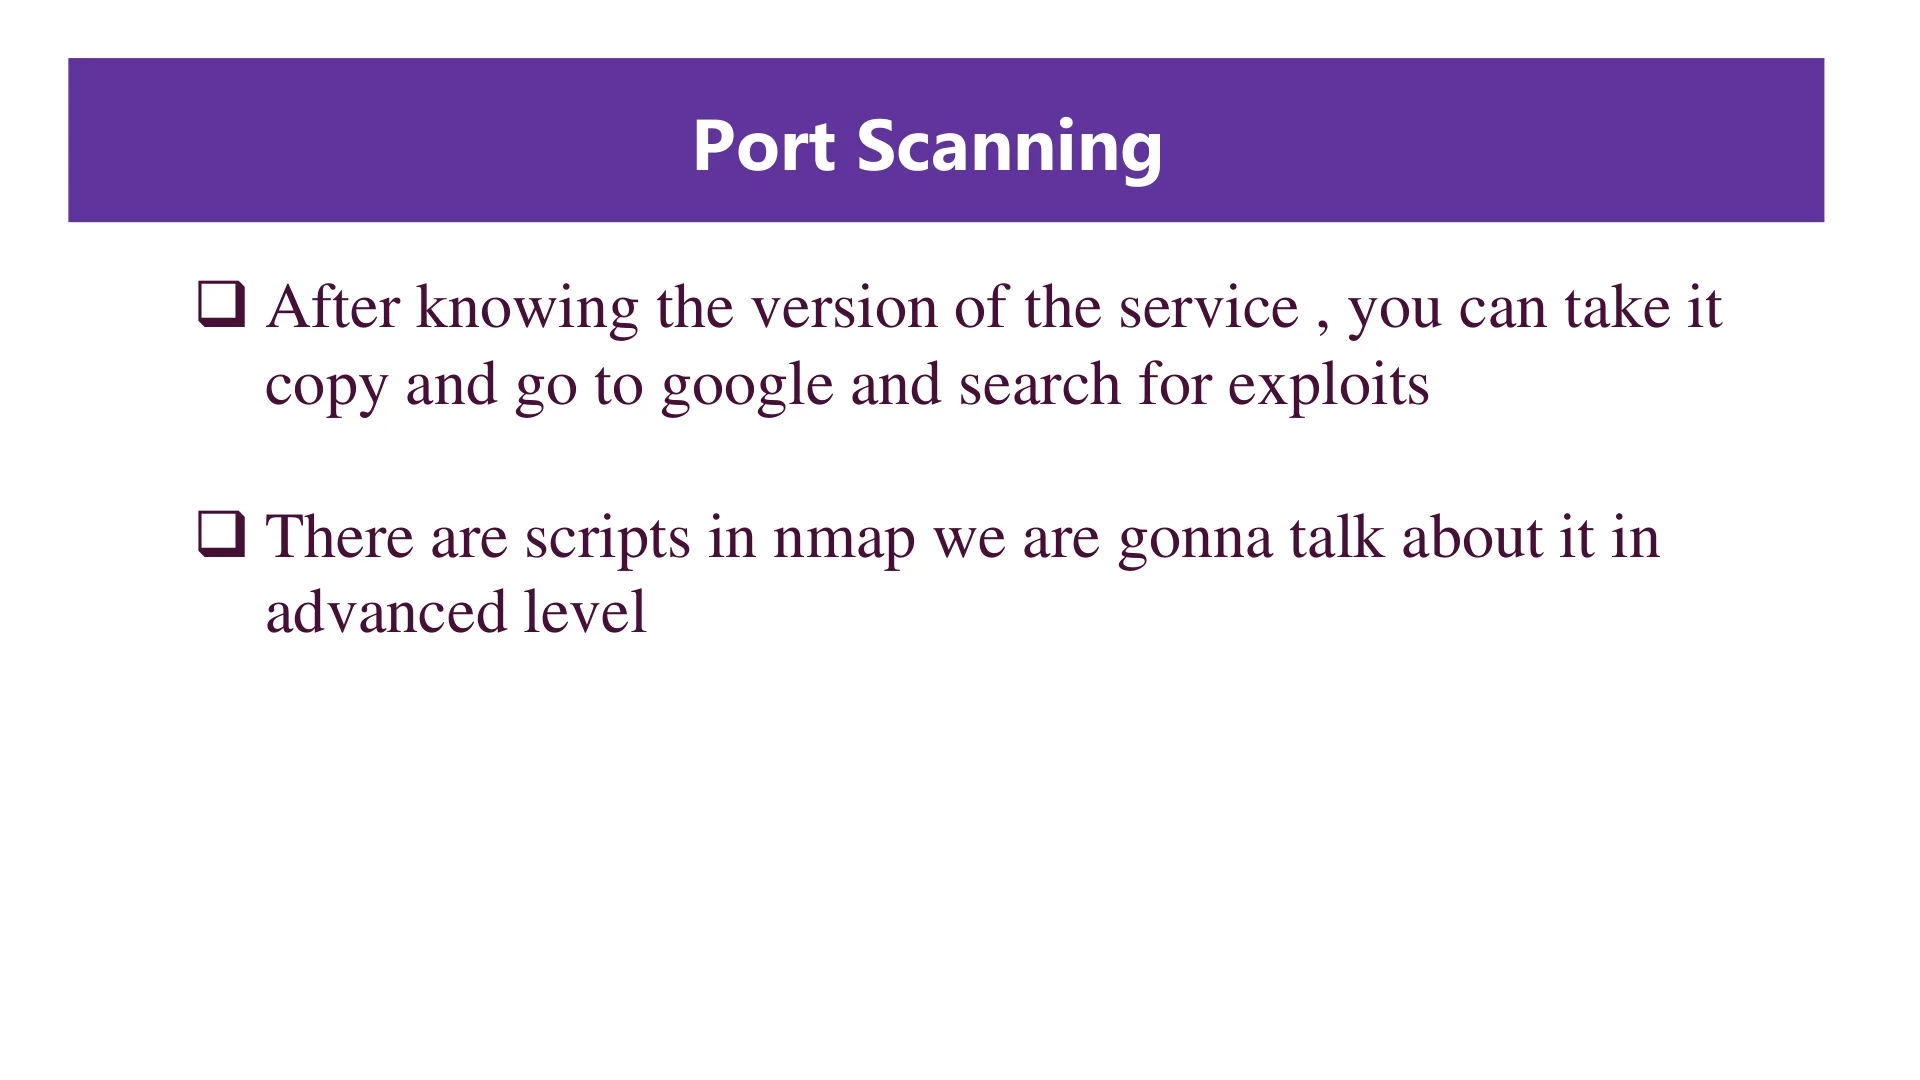 Port Scanning
After knowing the version of the service , you can take it
copy and go to google and search for exploits
There are scripts in nmap we are gonna talk about it in
advanced level